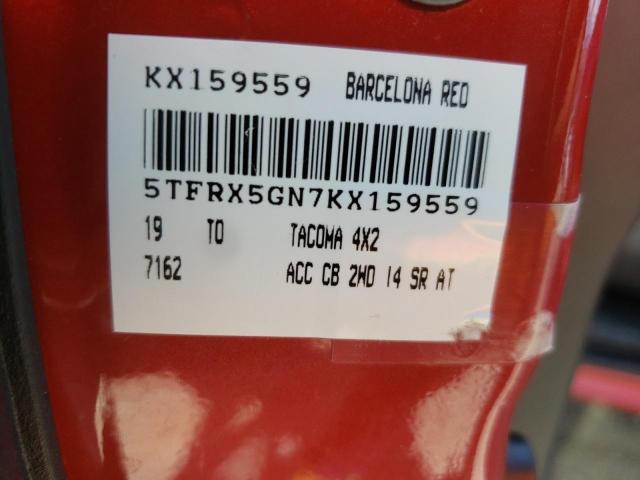 KX159559 BARCELONA RED
5TFRX5GN7KX159559
19 TO TACOMA 4X2
7162 ACC CB 2WD I4 SR AT